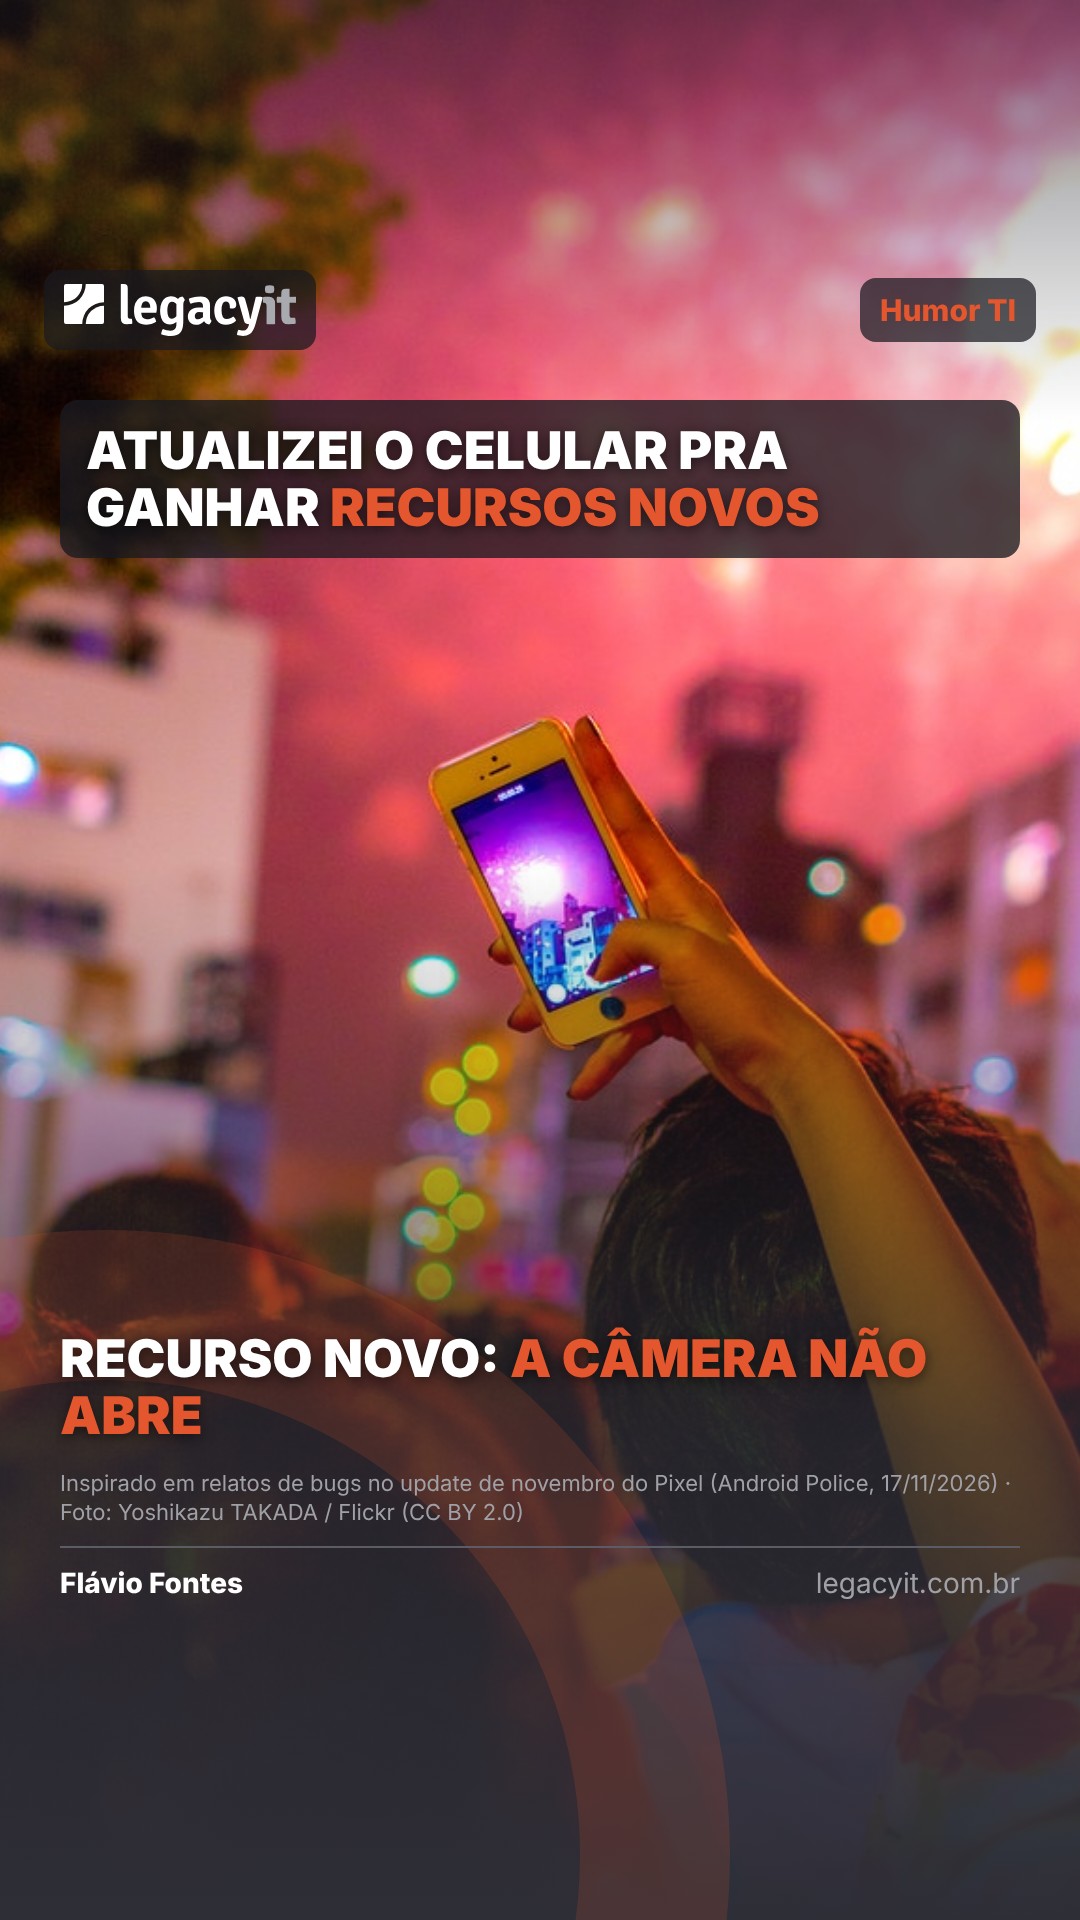 legacyit
Humor TI
ATUALIZEI O CELULAR PRA
GANHAR RECURSOS NOVOS
RECURSO NOVO: A CÂMERA NÃO
ABRE
Inspirado em relatos de bugs no update de novembro do Pixel (Android Police, 17/11/2026) ·
Foto: Yoshikazu TAKADA / Flickr (CC BY 2.0)
Flávio Fontes
legacyit.com.br